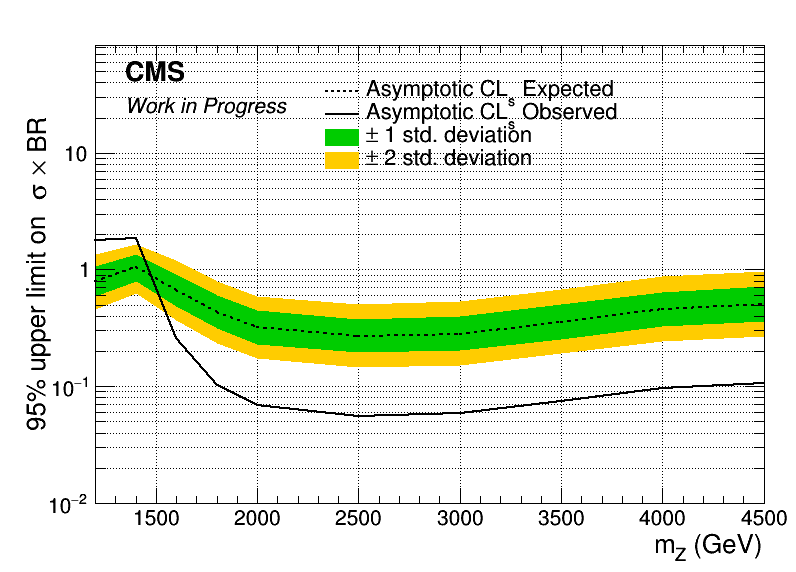 CMS
Work in Progress
Asymptotic CLs Expected
Asymptotic CLs Observed
± 1 std. deviation
± 2 std. deviation
95% upper limit on σ × BR
10
1
10⁻¹
10⁻²
1500 2000 2500 3000 3500 4000 4500
mZ (GeV)